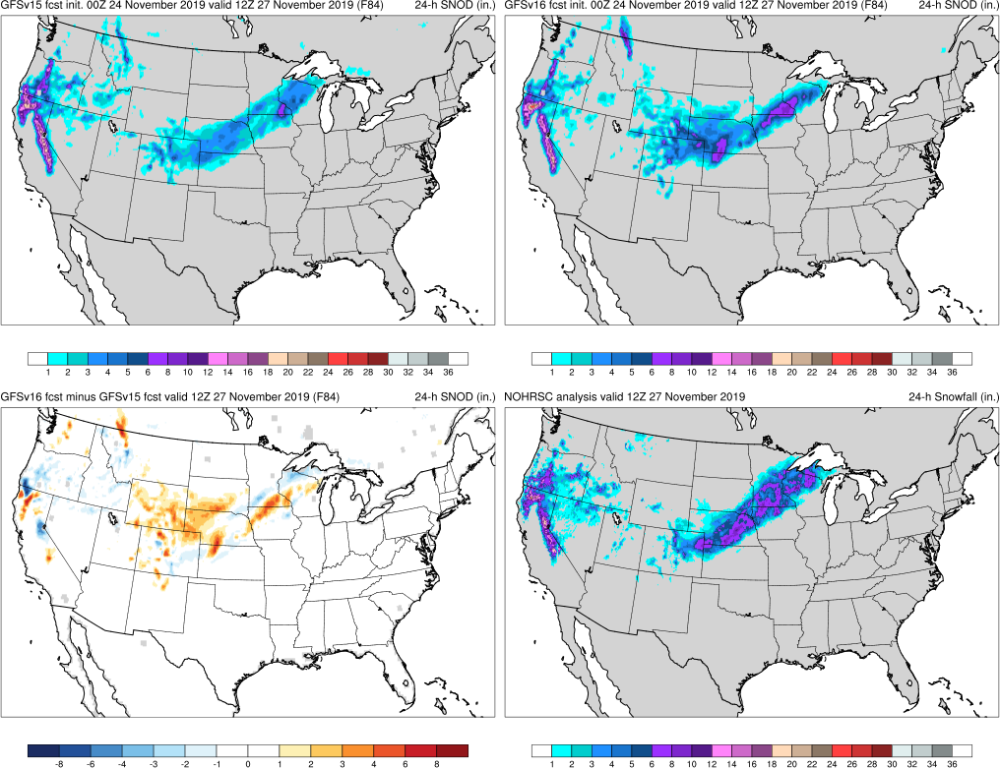 GFSv15 fcst init. 00Z 24 November 2019 valid 12Z 27 November 2019 (F84) 24-h SNOD (in.)
GFSv16 fcst init. 00Z 24 November 2019 valid 12Z 27 November 2019 (F84) 24-h SNOD (in.)
1 2 3 4 5 6 8 10 12 14 16 18 20 22 24 26 28 30 32 34 36
1 2 3 4 5 6 8 10 12 14 16 18 20 22 24 26 28 30 32 34 36
GFSv16 fcst minus GFSv15 fcst valid 12Z 27 November 2019 (F84) 24-h SNOD (in.)
NOHRSC analysis valid 12Z 27 November 2019 24-h Snowfall (in.)
-8 -6 -4 -3 -2 -1 0 1 2 3 4 6 8
1 2 3 4 5 6 8 10 12 14 16 18 20 22 24 26 28 30 32 34 36